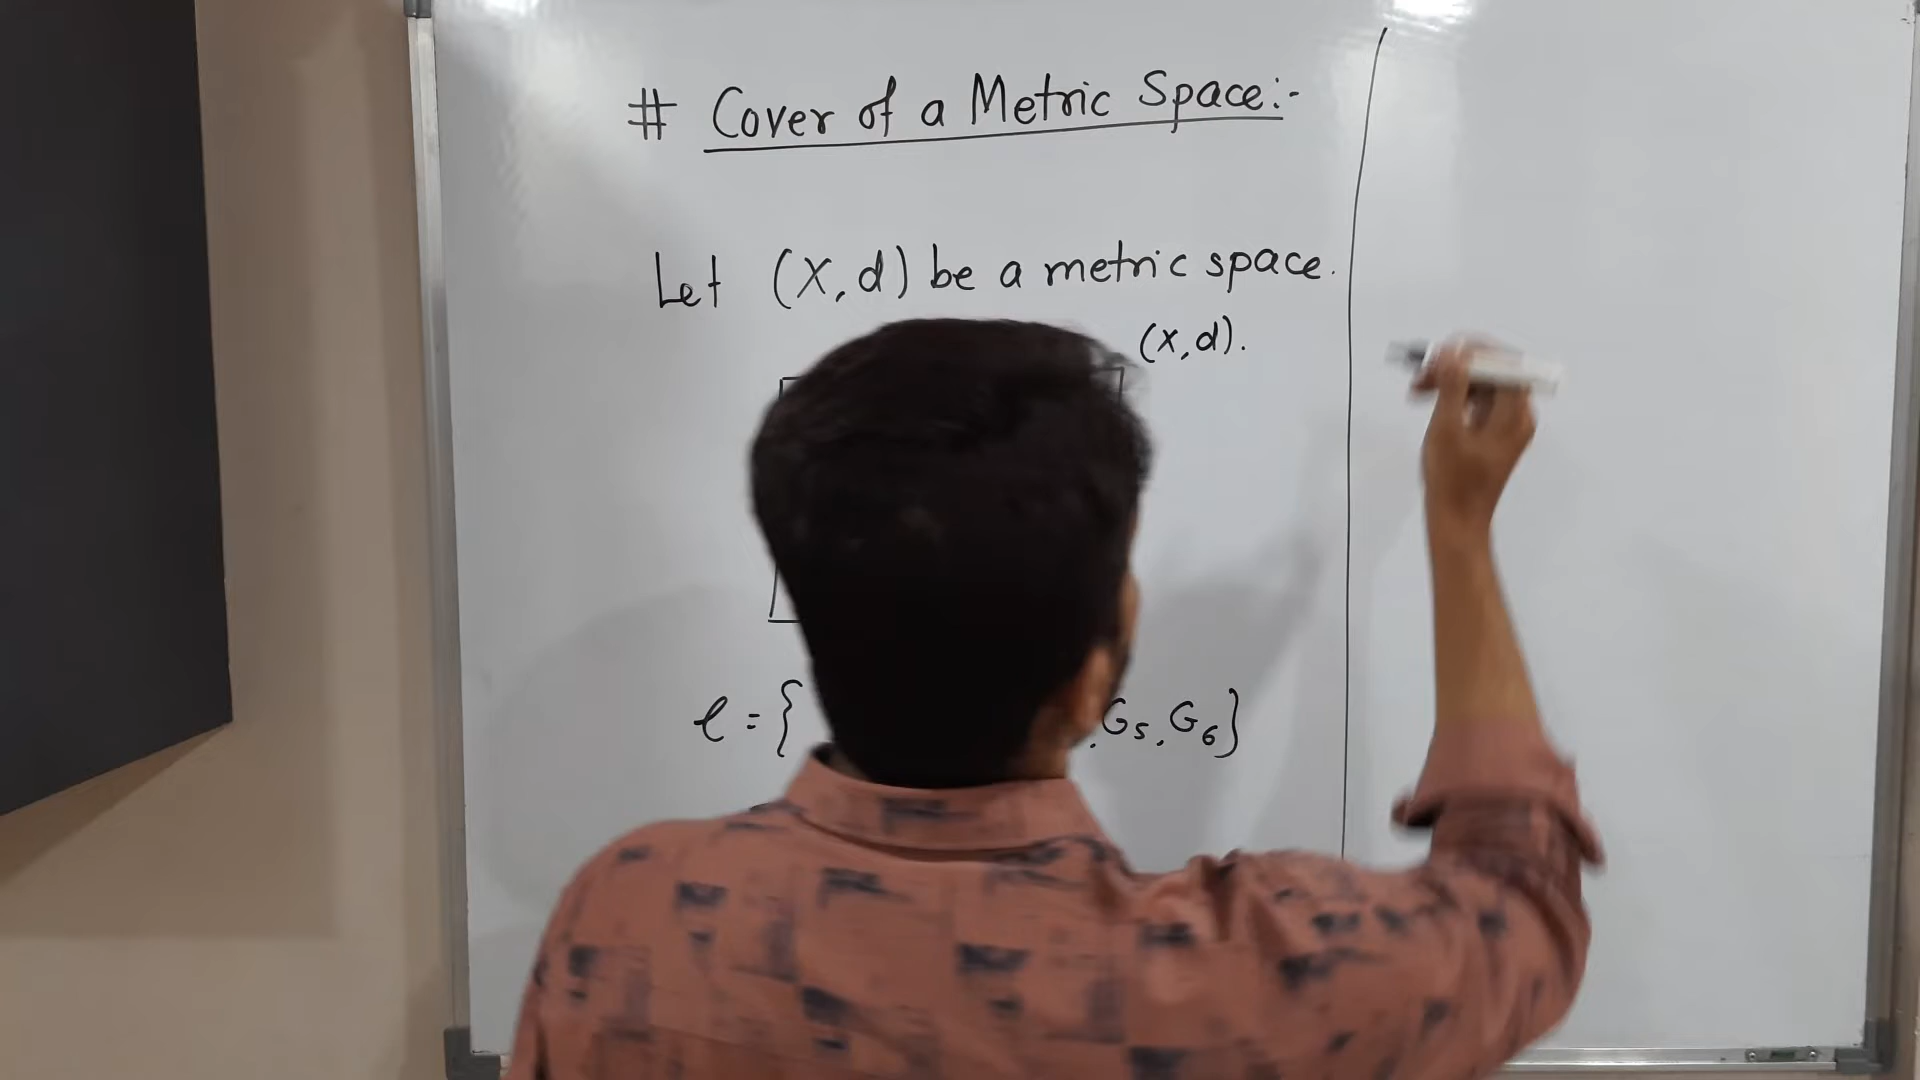 # Cover of a Metric Space:-
Let (X,d) be a metric space.
(X,d).
ℓ={ ,G₅,G₆}